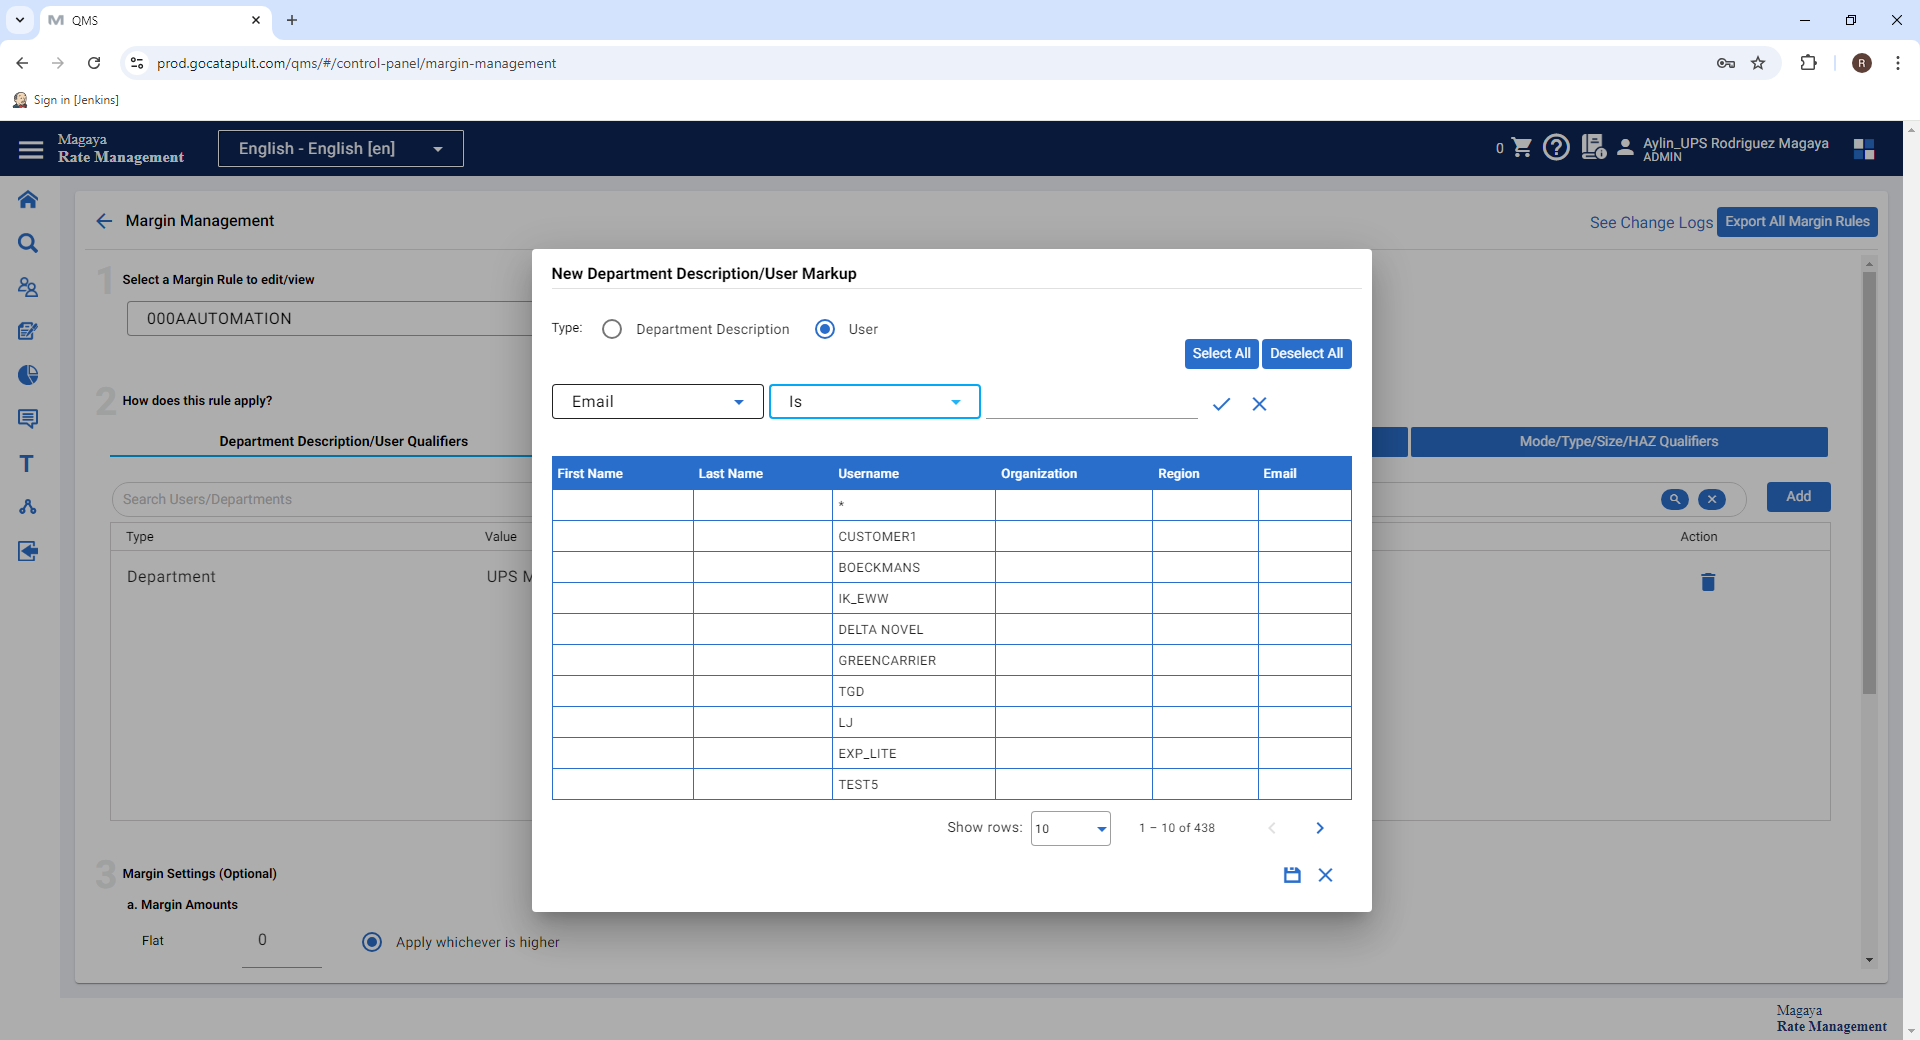 QMS
prod.gocatapult.com/qms/#/control-panel/margin-management
R
Sign in [Jenkins]
Magaya
Rate Management
English - English [en]
0
Aylin_UPS Rodriguez Magaya
ADMIN
Margin Management
See Change Logs
Export All Margin Rules
1
Select a Margin Rule to edit/view
000AAUTOMATION
2
How does this rule apply?
Department Description/User Qualifiers
Mode/Type/Size/HAZ Qualifiers
Search Users/Departments
Add
Type
Value
Action
Department
UPS M
New Department Description/User Markup
Type:
Department Description
User
Select All
Deselect All
Email
Is
First Name
Last Name
Username
Organization
Region
Email
*
CUSTOMER1
BOECKMANS
IK_EWW
DELTA NOVEL
GREENCARRIER
TGD
LJ
EXP_LITE
TEST5
Show rows:
10
1 – 10 of 438
3
Margin Settings (Optional)
a. Margin Amounts
Flat
0
Apply whichever is higher
Magaya
Rate Management